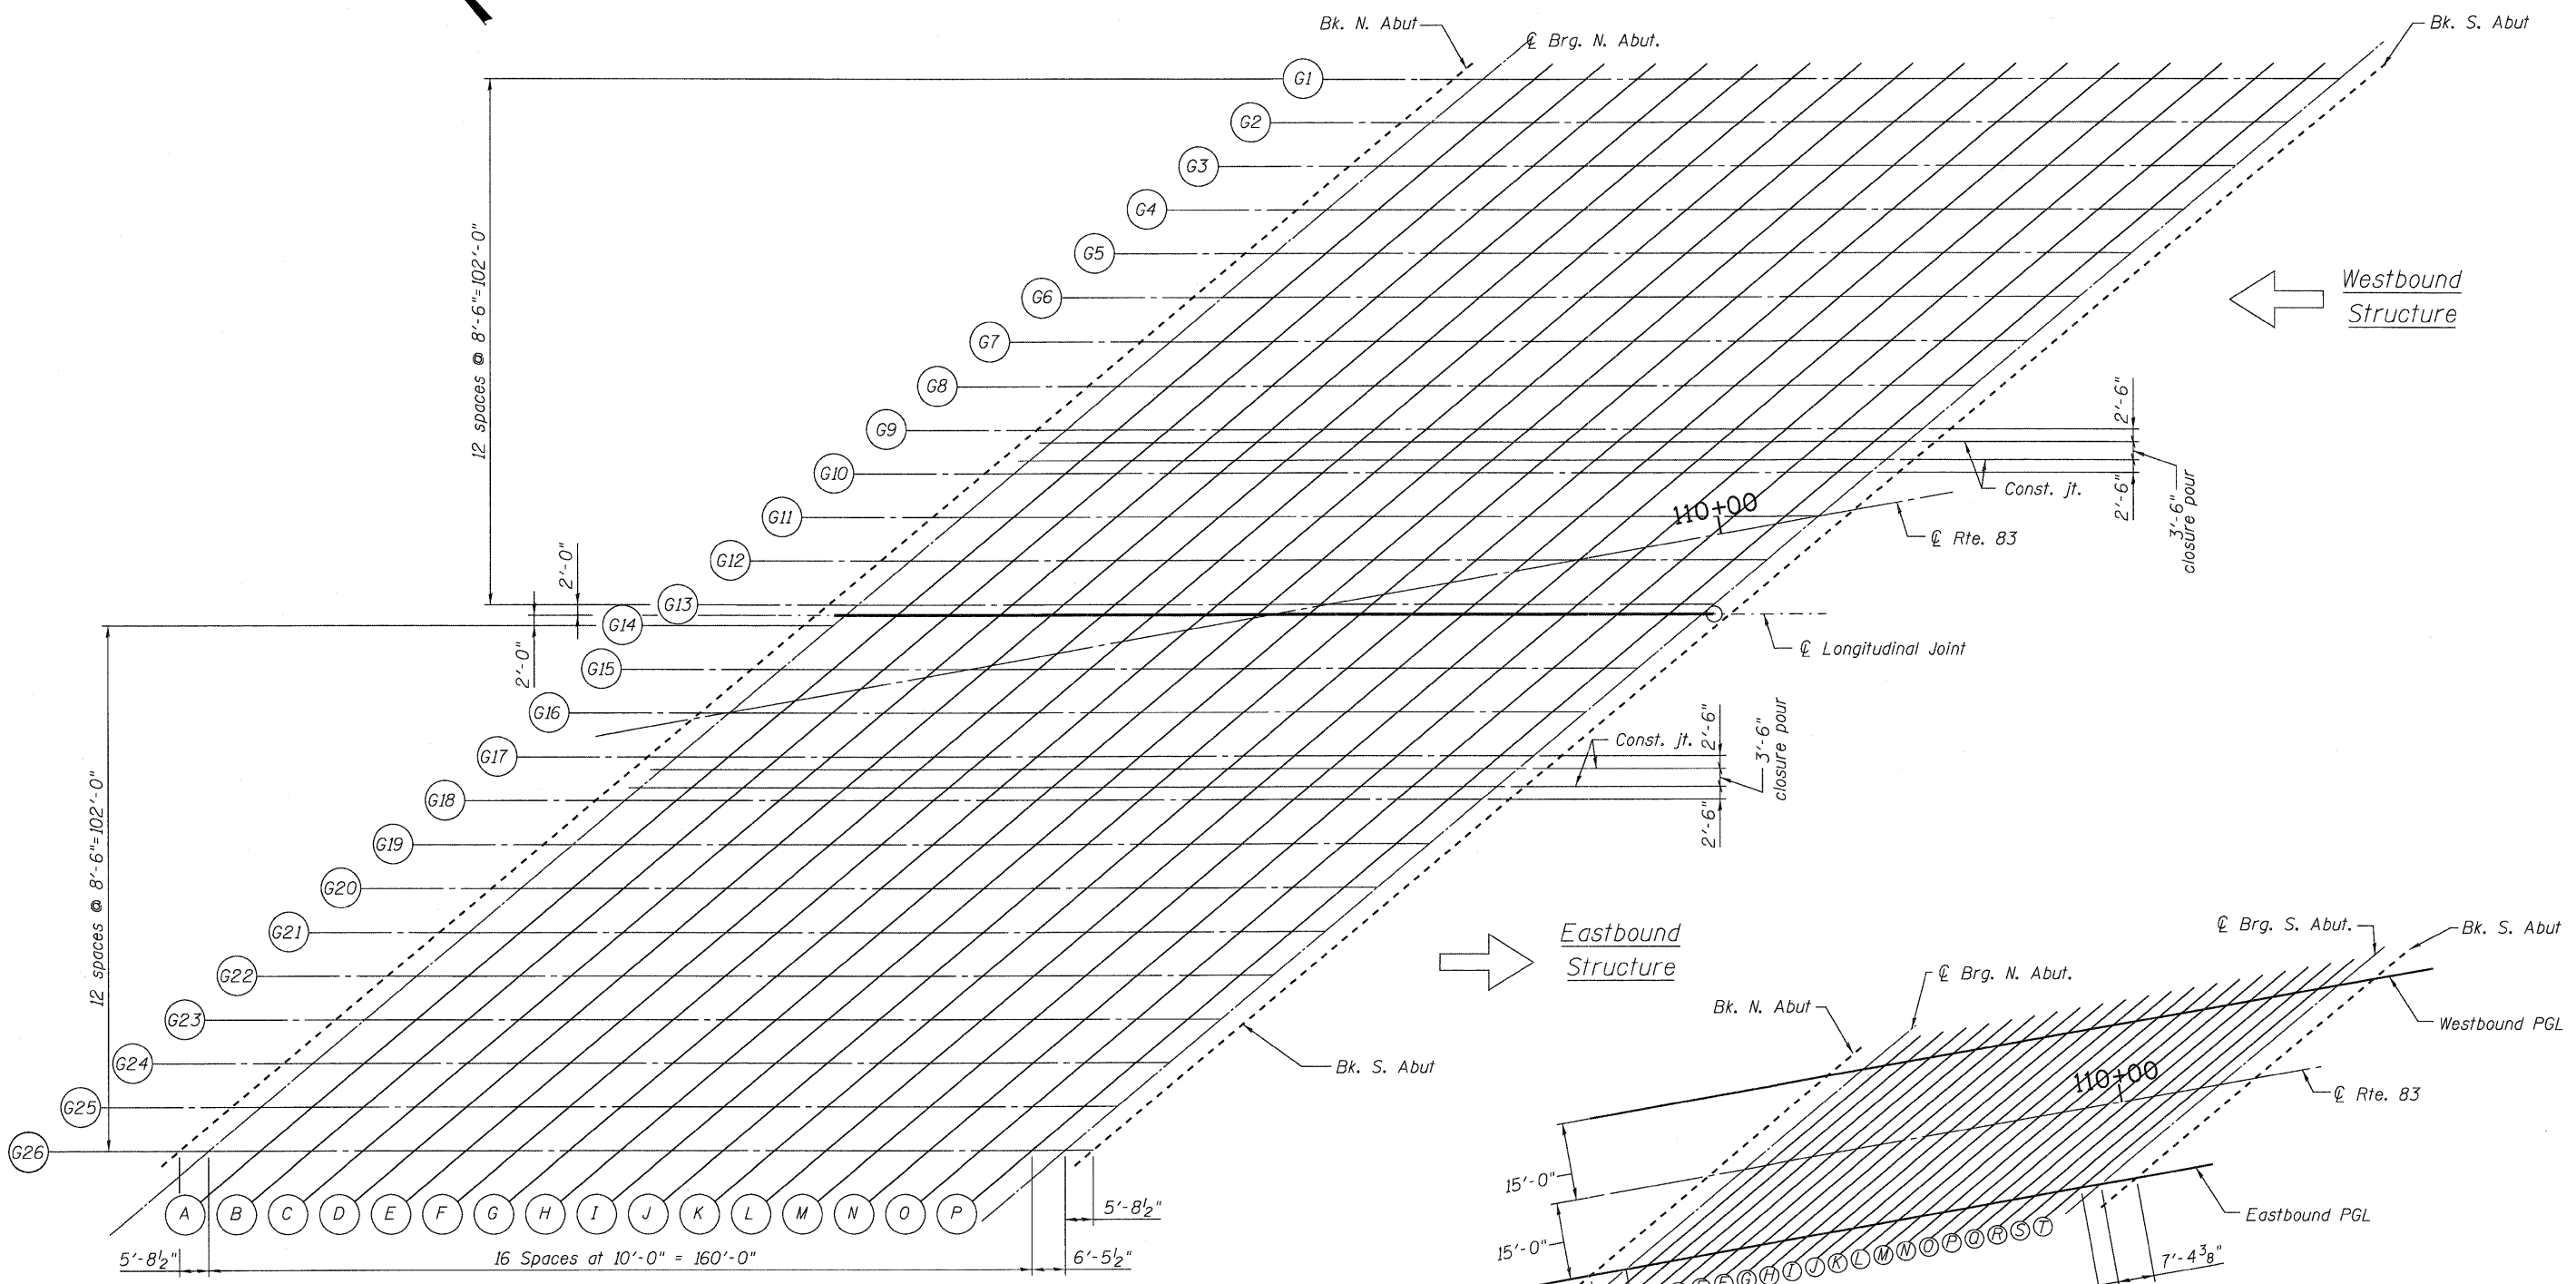 Bk. N. Abut
℄ Brg. N. Abut.
Bk. S. Abut
G1
G2
G3
G4
G5
G6
G7
G8
G9
G10
G11
G12
G13
G14
G15
G16
G17
G18
G19
G20
G21
G22
G23
G24
G25
G26
12 spaces @ 8'-6"=102'-0"
2'-0"
2'-0"
12 spaces @ 8'-6"=102'-0"
Westbound
Structure
2'-6"
2'-6"
3'-6"
closure pour
Const. jt.
110+00
℄ Rte. 83
℄ Longitudinal Joint
Const. jt.
2'-6"
3'-6"
closure pour
2'-6"
Eastbound
Structure
Bk. S. Abut
A B C D E F G H I J K L M N O P
5'-8½"
16 Spaces at 10'-0" = 160'-0"
6'-5½"
5'-8½"
℄ Brg. S. Abut.
Bk. S. Abut
℄ Brg. N. Abut.
Bk. N. Abut
Westbound PGL
110+00
℄ Rte. 83
15'-0"
15'-0"
Eastbound PGL
F G H I J K L M N O P Q R S T
7'-4⅜"